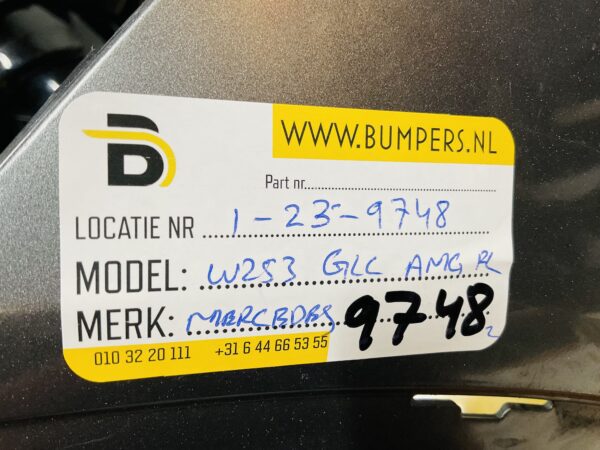 B
WWW.BUMPERS.NL
Part nr.
LOCATIE NR 1-23-9748
MODEL: W253 GLC AMG PL
MERK: MERCEDES 9748
010 32 20 111 +31 6 44 66 53 55